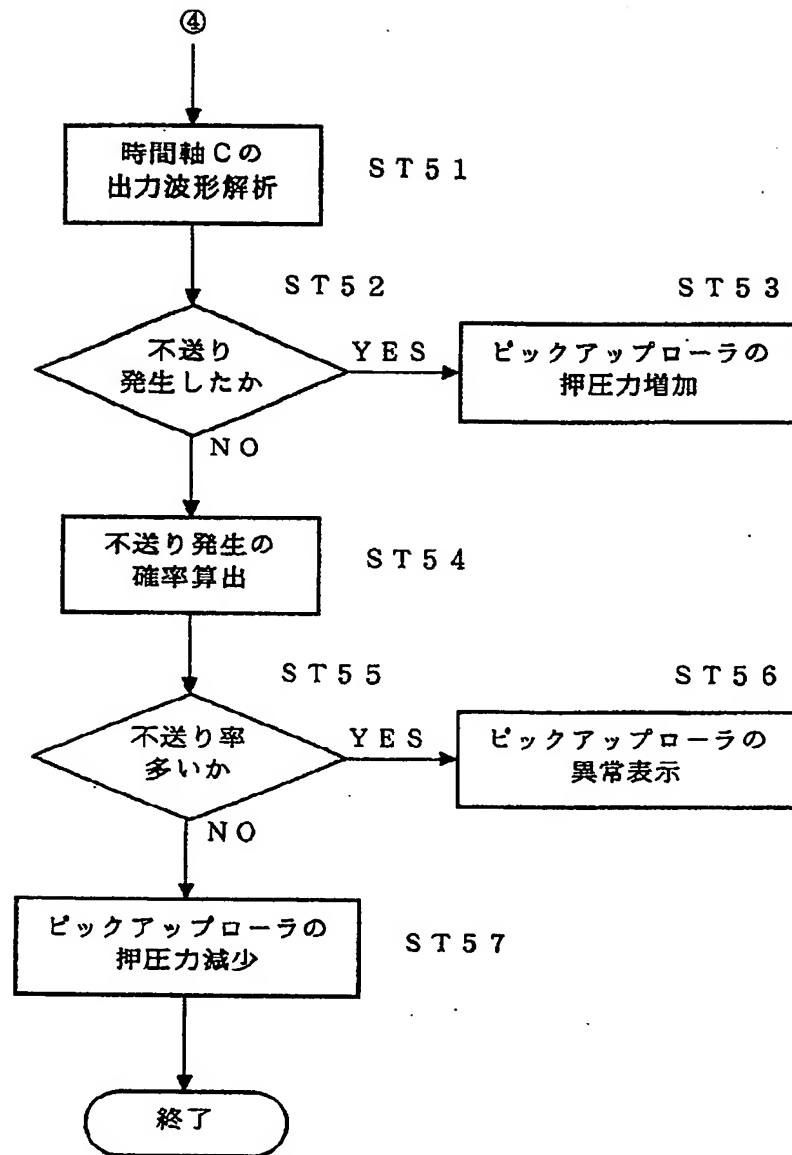 ④
時間軸Cの
出力波形解析
ST51
ST52
不送り
発生したか
YES
ST53
ピックアップローラの
押圧力増加
NO
不送り発生の
確率算出
ST54
ST55
不送り率
多いか
YES
ST56
ピックアップローラの
異常表示
NO
ピックアップローラの
押圧力減少
ST57
終了